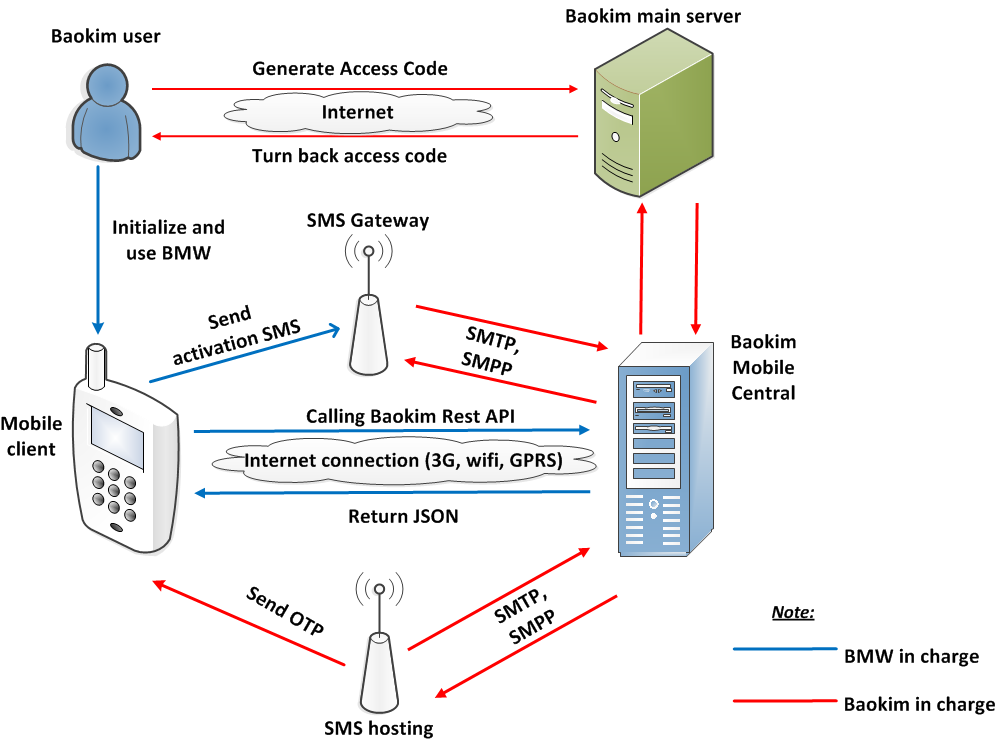 Baokim user
Baokim main server
Generate Access Code
Internet
Turn back access code
Initialize and
use BMW
SMS Gateway
Send
activation SMS
SMTP,
SMPP
Baokim
Mobile
Central
Mobile
client
Calling Baokim Rest API
Internet connection (3G, wifi, GPRS)
Return JSON
Send OTP
SMTP,
SMPP
SMS hosting
Note:
BMW in charge
Baokim in charge